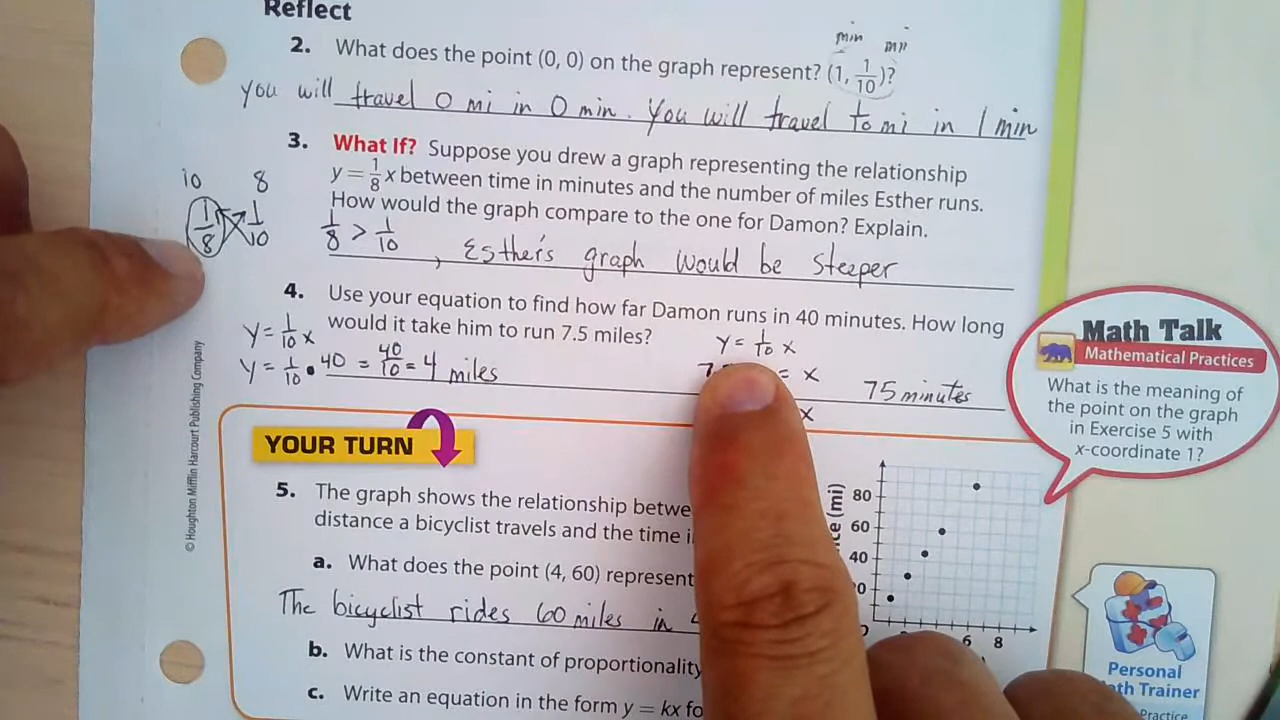 Reflect
min mi
2. What does the point (0, 0) on the graph represent? (1, 1/10)?
you will travel 0 mi in 0 min. You will travel 1/10 mi in 1 min
3. What If? Suppose you drew a graph representing the relationship
y = 1/8 x between time in minutes and the number of miles Esther runs.
How would the graph compare to the one for Damon? Explain.
10 8
1/8 1/10
1/8 > 1/10, Esther's graph would be steeper
4. Use your equation to find how far Damon runs in 40 minutes. How long
would it take him to run 7.5 miles?
y = 1/10 x
y = 1/10 • 40 = 40/10 = 4 miles
y = 1/10 x
= x
x
75 minutes
Math Talk
Mathematical Practices
What is the meaning of
the point on the graph
in Exercise 5 with
x-coordinate 1?
© Houghton Mifflin Harcourt Publishing Company
YOUR TURN
5. The graph shows the relationship betwe
distance a bicyclist travels and the time i
a. What does the point (4, 60) represent
The bicyclist rides 60 miles in
b. What is the constant of proportionality
c. Write an equation in the form y = kx fo
(mi)
80
60
40
6 8
Personal
Math Trainer
Practice